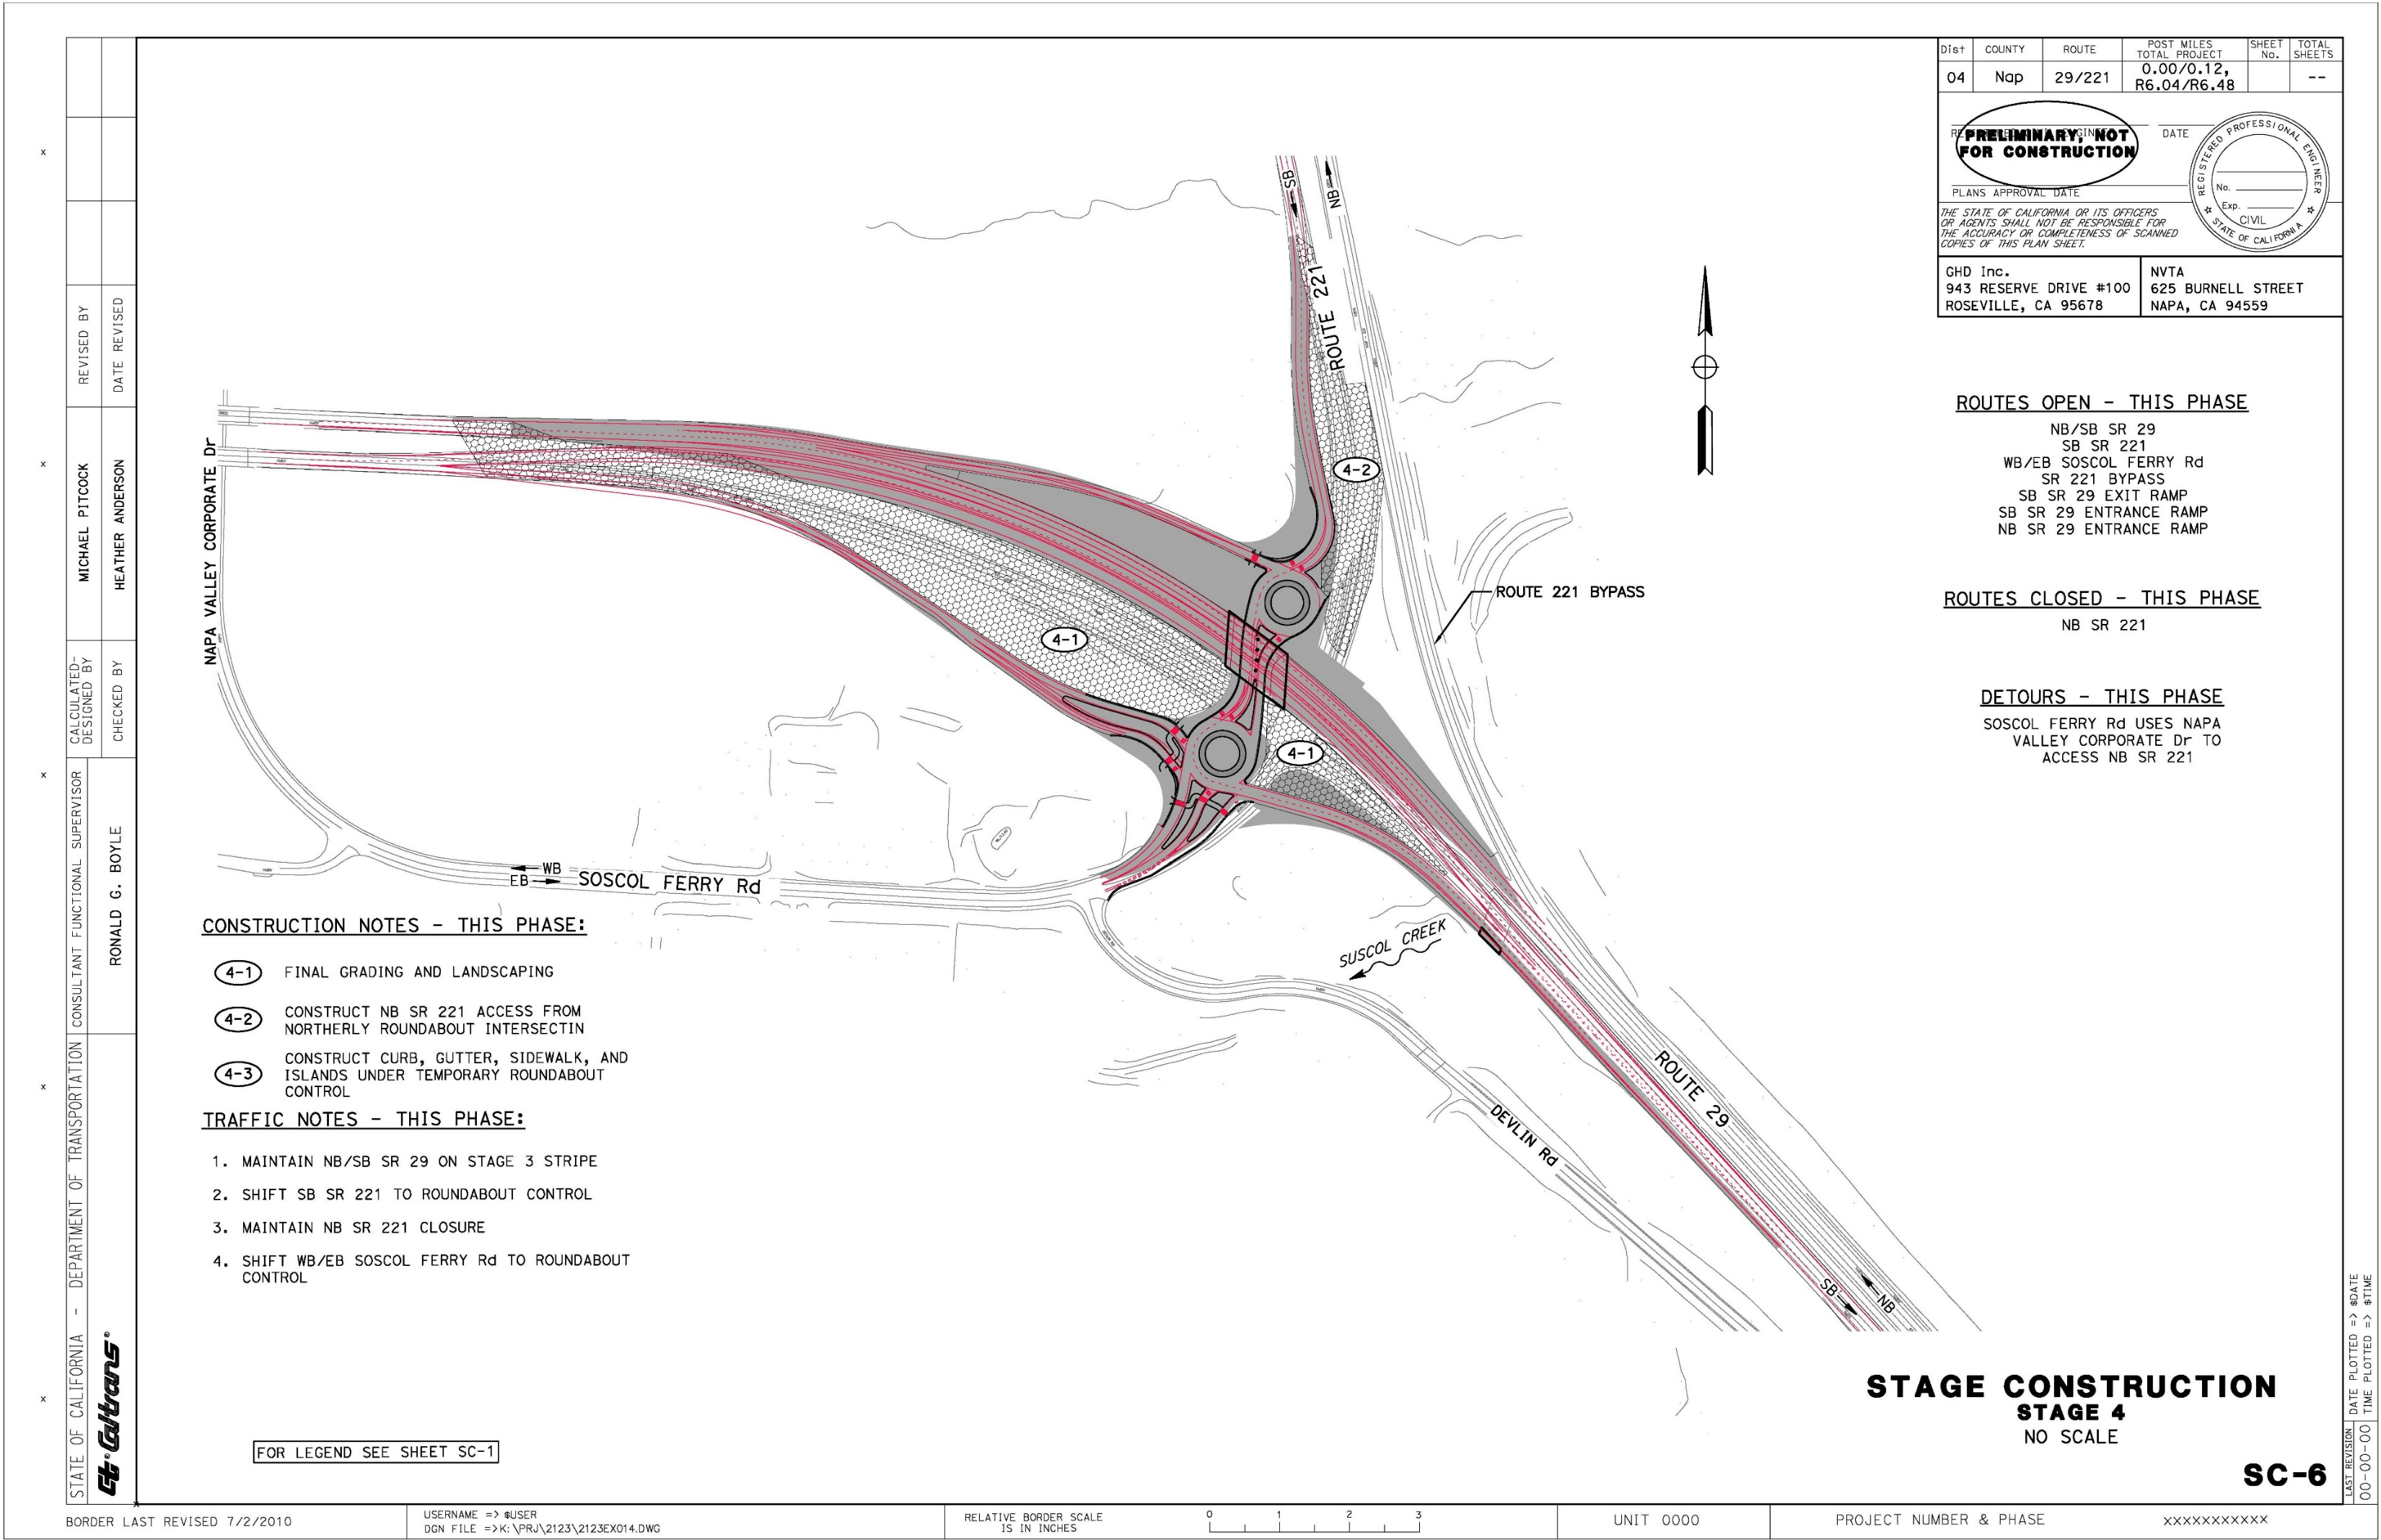 Dist COUNTY ROUTE POST MILES TOTAL PROJECT SHEET No. TOTAL SHEETS
04 Nap 29/221 0.00/0.12, R6.04/R6.48 --
PRELIMINARY, NOT
FOR CONSTRUCTION
DATE
PLANS APPROVAL DATE
REGISTERED PROFESSIONAL ENGINEER
No.
Exp.
CIVIL
STATE OF CALIFORNIA
THE STATE OF CALIFORNIA OR ITS OFFICERS
OR AGENTS SHALL NOT BE RESPONSIBLE FOR
THE ACCURACY OR COMPLETENESS OF SCANNED
COPIES OF THIS PLAN SHEET.
GHD Inc.
943 RESERVE DRIVE #100
ROSEVILLE, CA 95678
NVTA
625 BURNELL STREET
NAPA, CA 94559
ROUTES OPEN - THIS PHASE
NB/SB SR 29
SB SR 221
WB/EB SOSCOL FERRY Rd
SR 221 BYPASS
SB SR 29 EXIT RAMP
SB SR 29 ENTRANCE RAMP
NB SR 29 ENTRANCE RAMP
ROUTES CLOSED - THIS PHASE
NB SR 221
DETOURS - THIS PHASE
SOSCOL FERRY Rd USES NAPA
VALLEY CORPORATE Dr TO
ACCESS NB SR 221
SB
NB
ROUTE 221
4-2
ROUTE 221 BYPASS
4-1
4-1
NAPA VALLEY CORPORATE Dr
WB
EB
SOSCOL FERRY Rd
SUSCOL CREEK
DEVLIN Rd
ROUTE 29
SB
NB
CONSTRUCTION NOTES - THIS PHASE:
4-1 FINAL GRADING AND LANDSCAPING
4-2 CONSTRUCT NB SR 221 ACCESS FROM
NORTHERLY ROUNDABOUT INTERSECTIN
4-3 CONSTRUCT CURB, GUTTER, SIDEWALK, AND
ISLANDS UNDER TEMPORARY ROUNDABOUT
CONTROL
TRAFFIC NOTES - THIS PHASE:
1. MAINTAIN NB/SB SR 29 ON STAGE 3 STRIPE
2. SHIFT SB SR 221 TO ROUNDABOUT CONTROL
3. MAINTAIN NB SR 221 CLOSURE
4. SHIFT WB/EB SOSCOL FERRY Rd TO ROUNDABOUT
CONTROL
FOR LEGEND SEE SHEET SC-1
STAGE CONSTRUCTION
STAGE 4
NO SCALE
SC-6
STATE OF CALIFORNIA - DEPARTMENT OF TRANSPORTATION
Caltrans
CONSULTANT FUNCTIONAL SUPERVISOR
RONALD G. BOYLE
CALCULATED-
DESIGNED BY
CHECKED BY
MICHAEL PITCOCK
HEATHER ANDERSON
REVISED BY
DATE REVISED
BORDER LAST REVISED 7/2/2010
USERNAME => $USER
DGN FILE =>K:\PRJ\2123\2123EX014.DWG
RELATIVE BORDER SCALE
IS IN INCHES
0 1 2 3
UNIT 0000
PROJECT NUMBER & PHASE
XXXXXXXXXXX
LAST REVISION
00-00-00
DATE PLOTTED => $DATE
TIME PLOTTED => $TIME